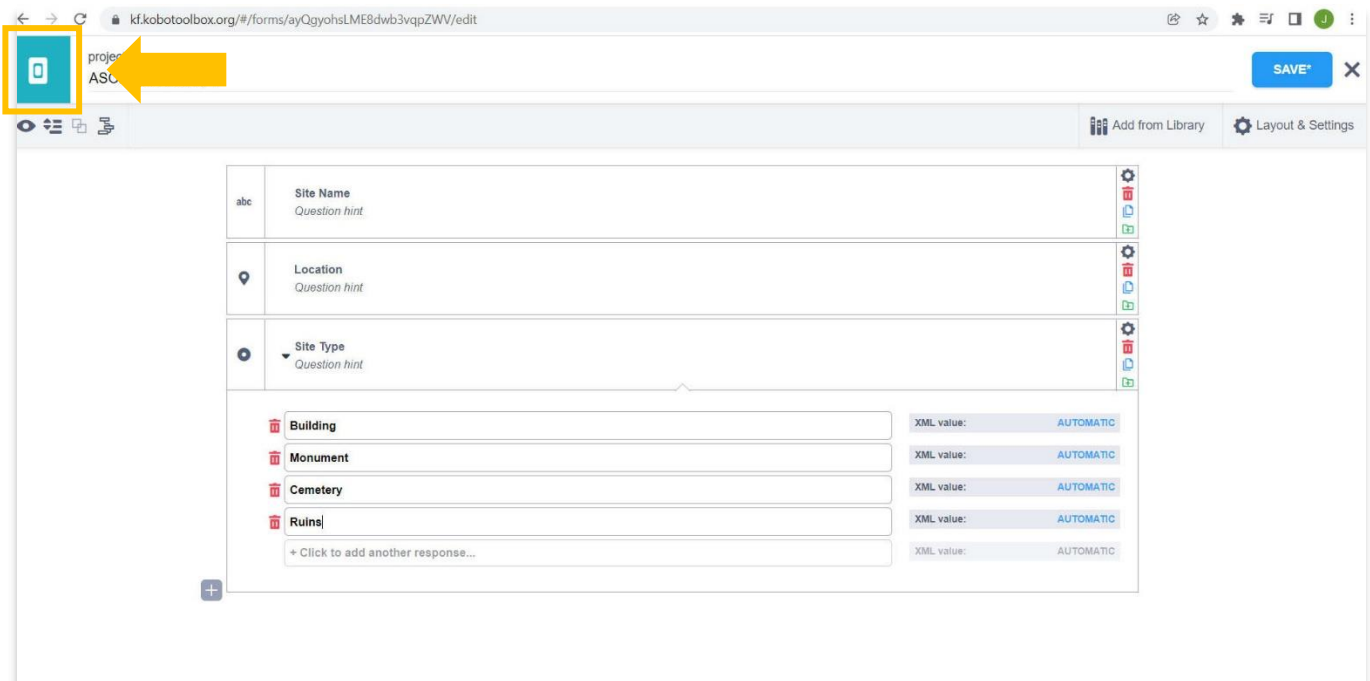 kf.kobotoolbox.org/#/forms/ayQgyohsLME8dwb3vqpZWV/edit
J
SAVE*
Add from Library
Layout & Settings
abc
Site Name
Question hint
Location
Question hint
Site Type
Question hint
Building XML value: AUTOMATIC
Monument XML value: AUTOMATIC
Cemetery XML value: AUTOMATIC
Ruins XML value: AUTOMATIC
+ Click to add another response... XML value: AUTOMATIC